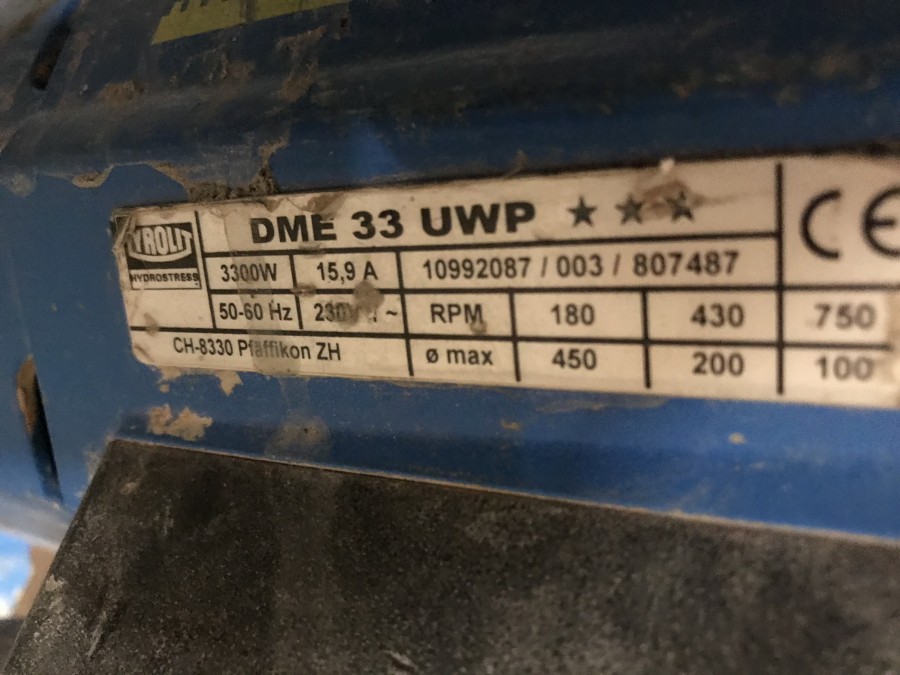 TYROLIT
HYDROSTRESS
DME 33 UWP ★ ★ ★
CE
3300W 15,9 A 10992087 / 003 / 807487
50-60 Hz 230V ~ RPM 180 430 750
CH-8330 Pfäffikon ZH ø max 450 200 100